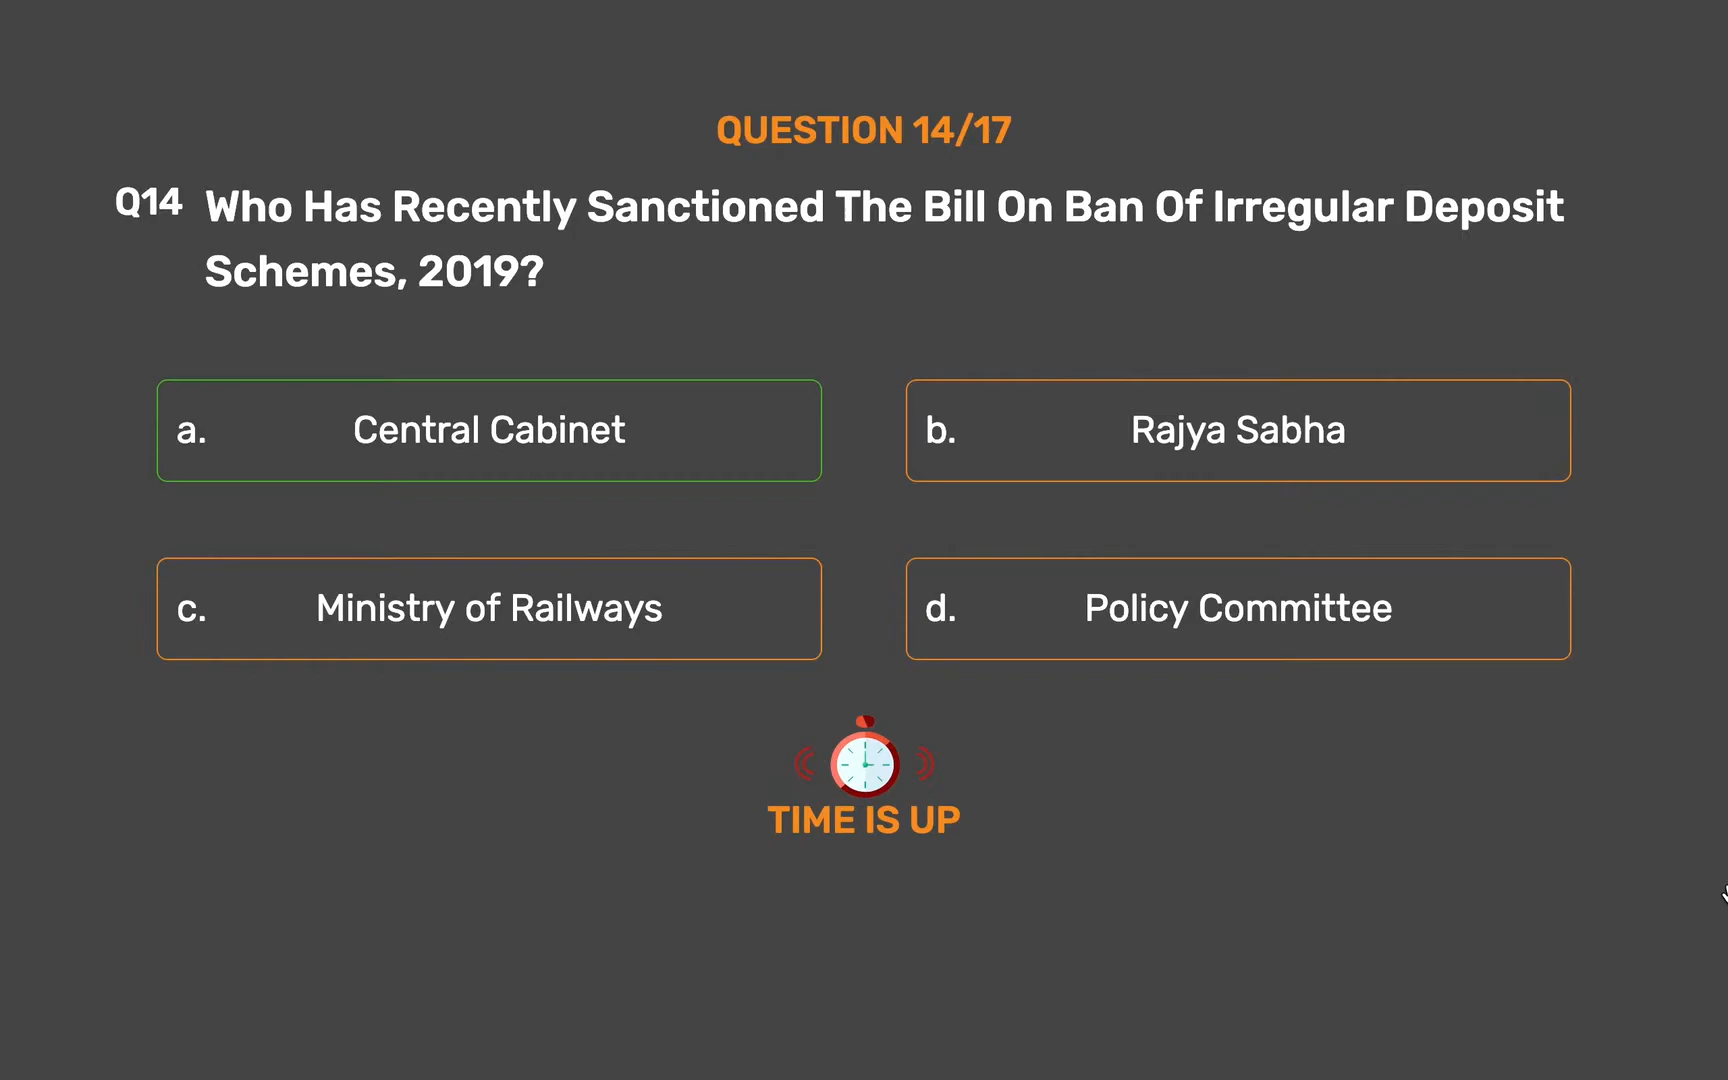 QUESTION 14/17
Q14 Who Has Recently Sanctioned The Bill On Ban Of Irregular Deposit
Schemes, 2019?
a. Central Cabinet
b. Rajya Sabha
c. Ministry of Railways
d. Policy Committee
TIME IS UP